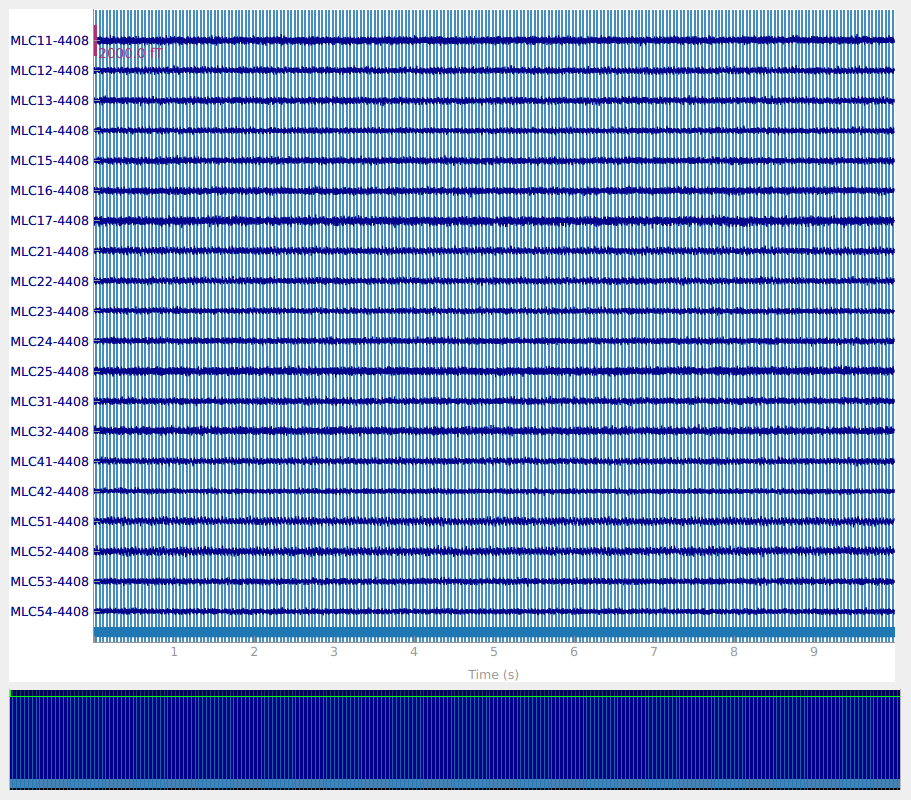 MLC11-4408
2000.0 fT
MLC12-4408
MLC13-4408
MLC14-4408
MLC15-4408
MLC16-4408
MLC17-4408
MLC21-4408
MLC22-4408
MLC23-4408
MLC24-4408
MLC25-4408
MLC31-4408
MLC32-4408
MLC41-4408
MLC42-4408
MLC51-4408
MLC52-4408
MLC53-4408
MLC54-4408
1 2 3 4 5 6 7 8 9
Time (s)